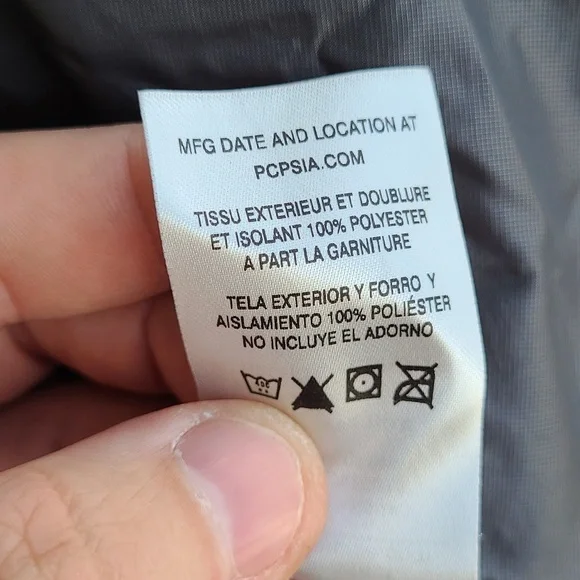 MFG DATE AND LOCATION AT
PCPSIA.COM
TISSU EXTERIEUR ET DOUBLURE
ET ISOLANT 100% POLYESTER
A PART LA GARNITURE
TELA EXTERIOR Y FORRO Y
AISLAMIENTO 100% POLIÉSTER
NO INCLUYE EL ADORNO